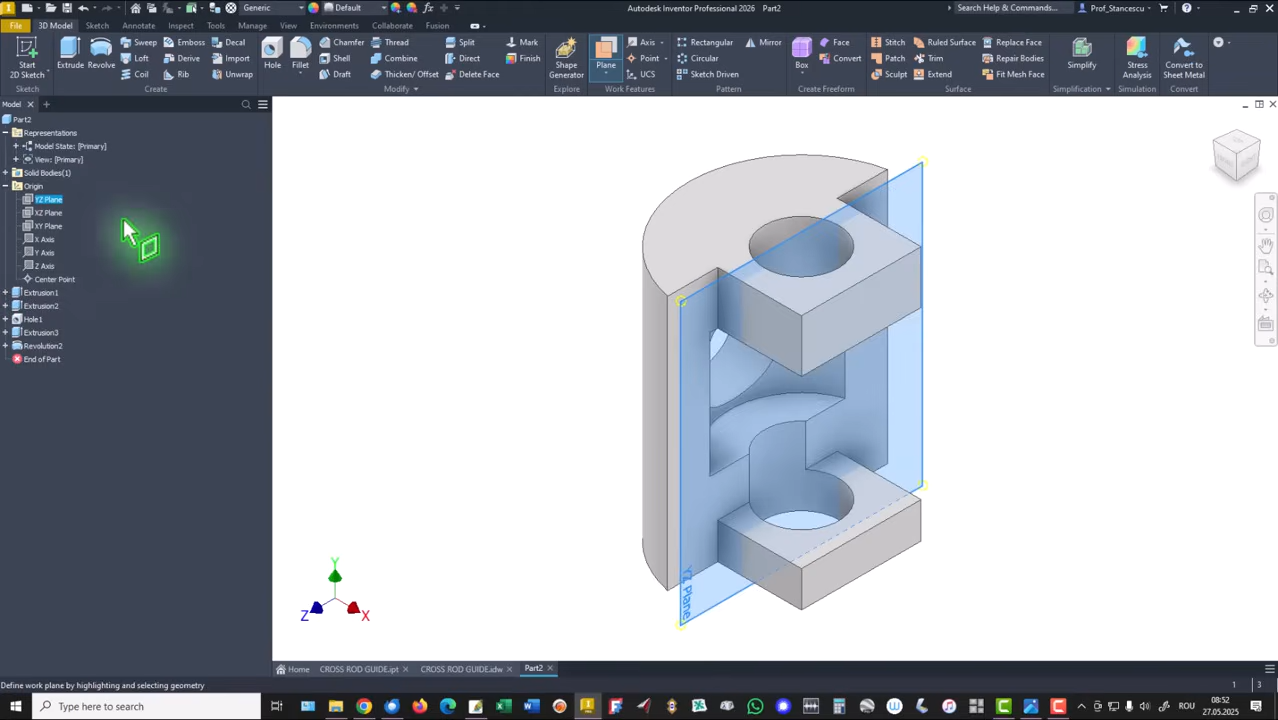 Generic Default Autodesk Inventor Professional 2026 Part2 Search Help & Commands... Prof_Stancescu
File 3D Model Sketch Annotate Inspect Tools Manage View Environments Get Started Collaborate Fusion
Sweep Emboss Decal Chamfer Thread Split Mark Axis Rectangular Mirror Face Stitch Ruled Surface Replace Face
Start 2D Sketch Extrude Revolve Loft Derive Import Hole Fillet Shell Combine Direct Finish Shape Generator Plane Point Circular Box Convert Patch Trim Repair Bodies Simplify Stress Analysis Convert to Sheet Metal
Coil Rib Unwrap Draft Thicken/ Offset Delete Face UCS Sketch Driven Sculpt Extend Fit Mesh Face
Sketch Create Modify Explore Work Features Pattern Create Freeform Surface Simplification Simulation Convert
Model
Part2
Representations
Model State: [Primary]
View: [Primary]
Solid Bodies(1)
Origin
YZ Plane
XZ Plane
XY Plane
X Axis
Y Axis
Z Axis
Center Point
Extrusion1
Extrusion2
Hole1
Extrusion3
Revolution2
End of Part
YZ Plane
Y
Z
X
Home CROSS ROD GUIDE.ipt CROSS ROD GUIDE.idw Part2
Define work plane by highlighting and selecting geometry 1 3
Type here to search ROU 08:52
27.05.2025